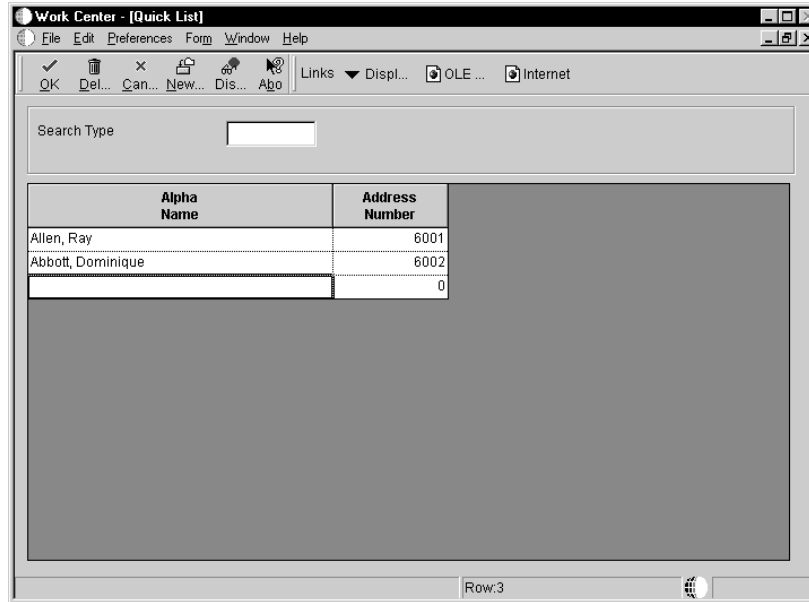 Work Center - [Quick List]
File Edit Preferences Form Window Help
OK Del... Can... New... Dis... Abo Links Displ... OLE ... Internet
Search Type
Alpha Name Address Number
Allen, Ray 6001
Abbott, Dominique 6002
0
Row:3